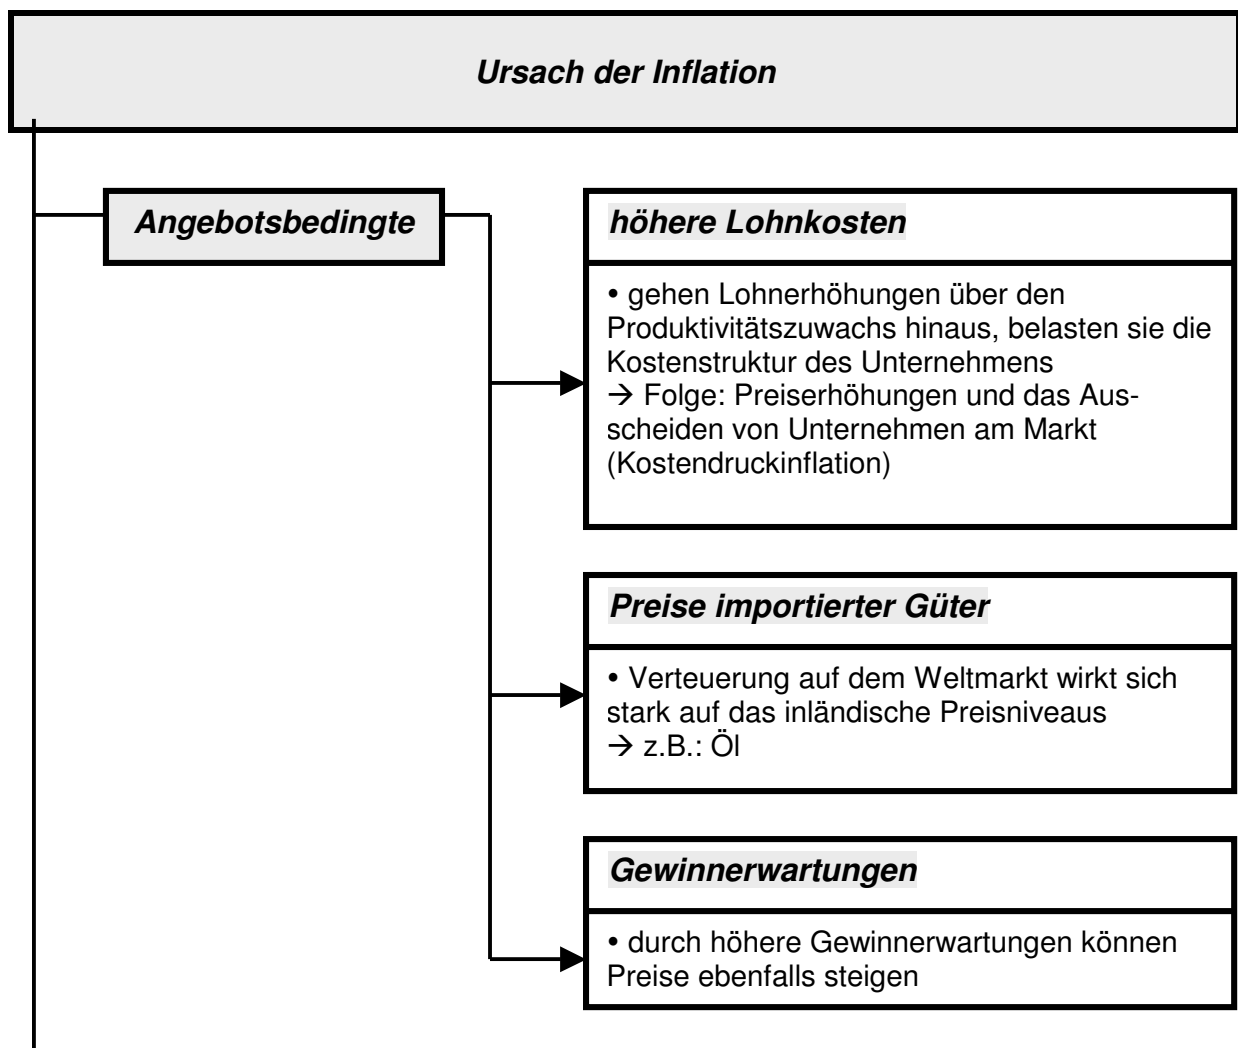 Ursach der Inflation
Angebotsbedingte
höhere Lohnkosten
• gehen Lohnerhöhungen über den
Produktivitätszuwachs hinaus, belasten sie die
Kostenstruktur des Unternehmens
→ Folge: Preiserhöhungen und das Aus-
scheiden von Unternehmen am Markt
(Kostendruckinflation)
Preise importierter Güter
• Verteuerung auf dem Weltmarkt wirkt sich
stark auf das inländische Preisniveaus
→ z.B.: Öl
Gewinnerwartungen
• durch höhere Gewinnerwartungen können
Preise ebenfalls steigen